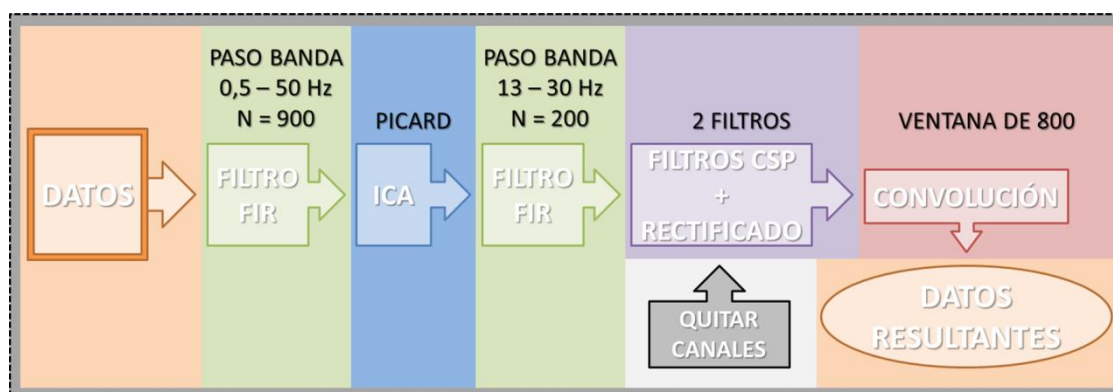 DATOS
PASO BANDA
0,5 – 50 Hz
N = 900
FILTRO
FIR
PICARD
ICA
PASO BANDA
13 – 30 Hz
N = 200
FILTRO
FIR
2 FILTROS
FILTROS CSP
+
RECTIFICADO
QUITAR
CANALES
VENTANA DE 800
CONVOLUCIÓN
DATOS
RESULTANTES